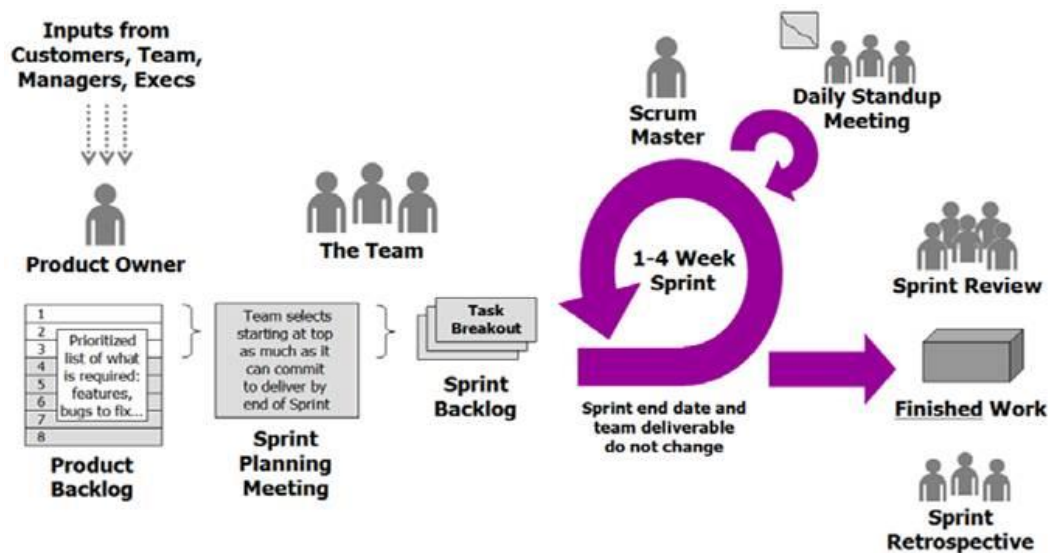 Inputs from
Customers, Team,
Managers, Execs
Product Owner
The Team
Scrum
Master
Daily Standup
Meeting
1
2
3
4
5
6
7
8
Prioritized
list of what
is required:
features,
bugs to fix...
Product
Backlog
Team selects
starting at top
as much as it
can commit
to deliver by
end of Sprint
Sprint
Planning
Meeting
Task
Breakout
Sprint
Backlog
1-4 Week
Sprint
Sprint end date and
team deliverable
do not change
Sprint Review
Finished Work
Sprint
Retrospective